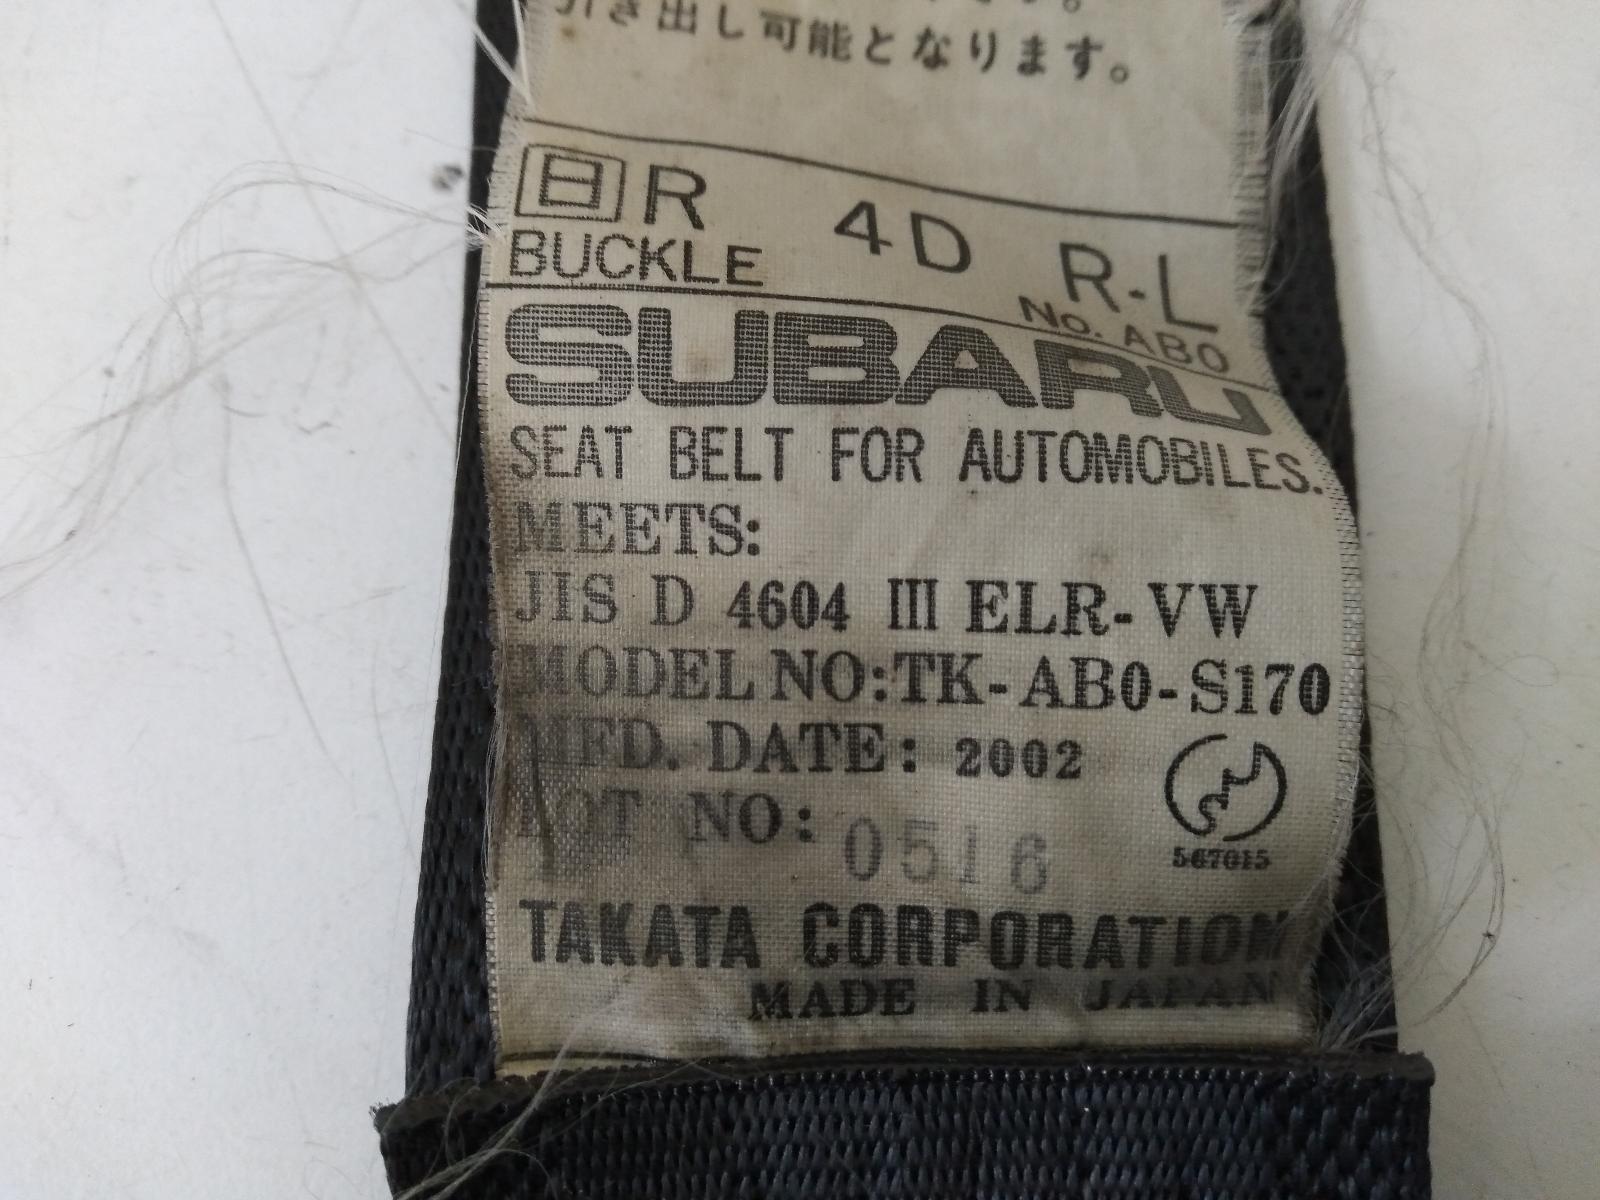 引き出し可能となります。
日 R 4D R-L
BUCKLE No. AB0
SUBARU
SEAT BELT FOR AUTOMOBILES.
MEETS:
JIS D 4604 III ELR-VW
MODEL NO:TK-AB0-S170
MFD. DATE: 2002
LOT NO: 0516
567015
TAKATA CORPORATION
MADE IN JAPAN